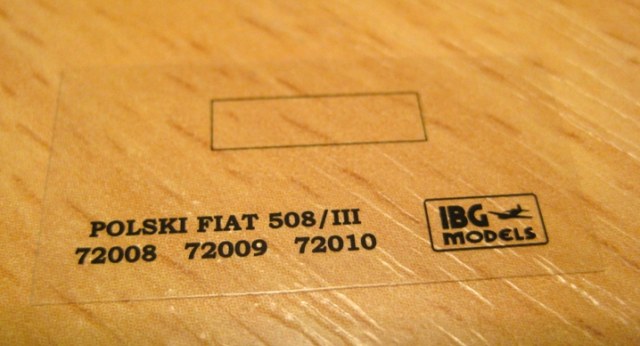 POLSKI FIAT 508/III
72008 72009 72010
IBG
MODELS